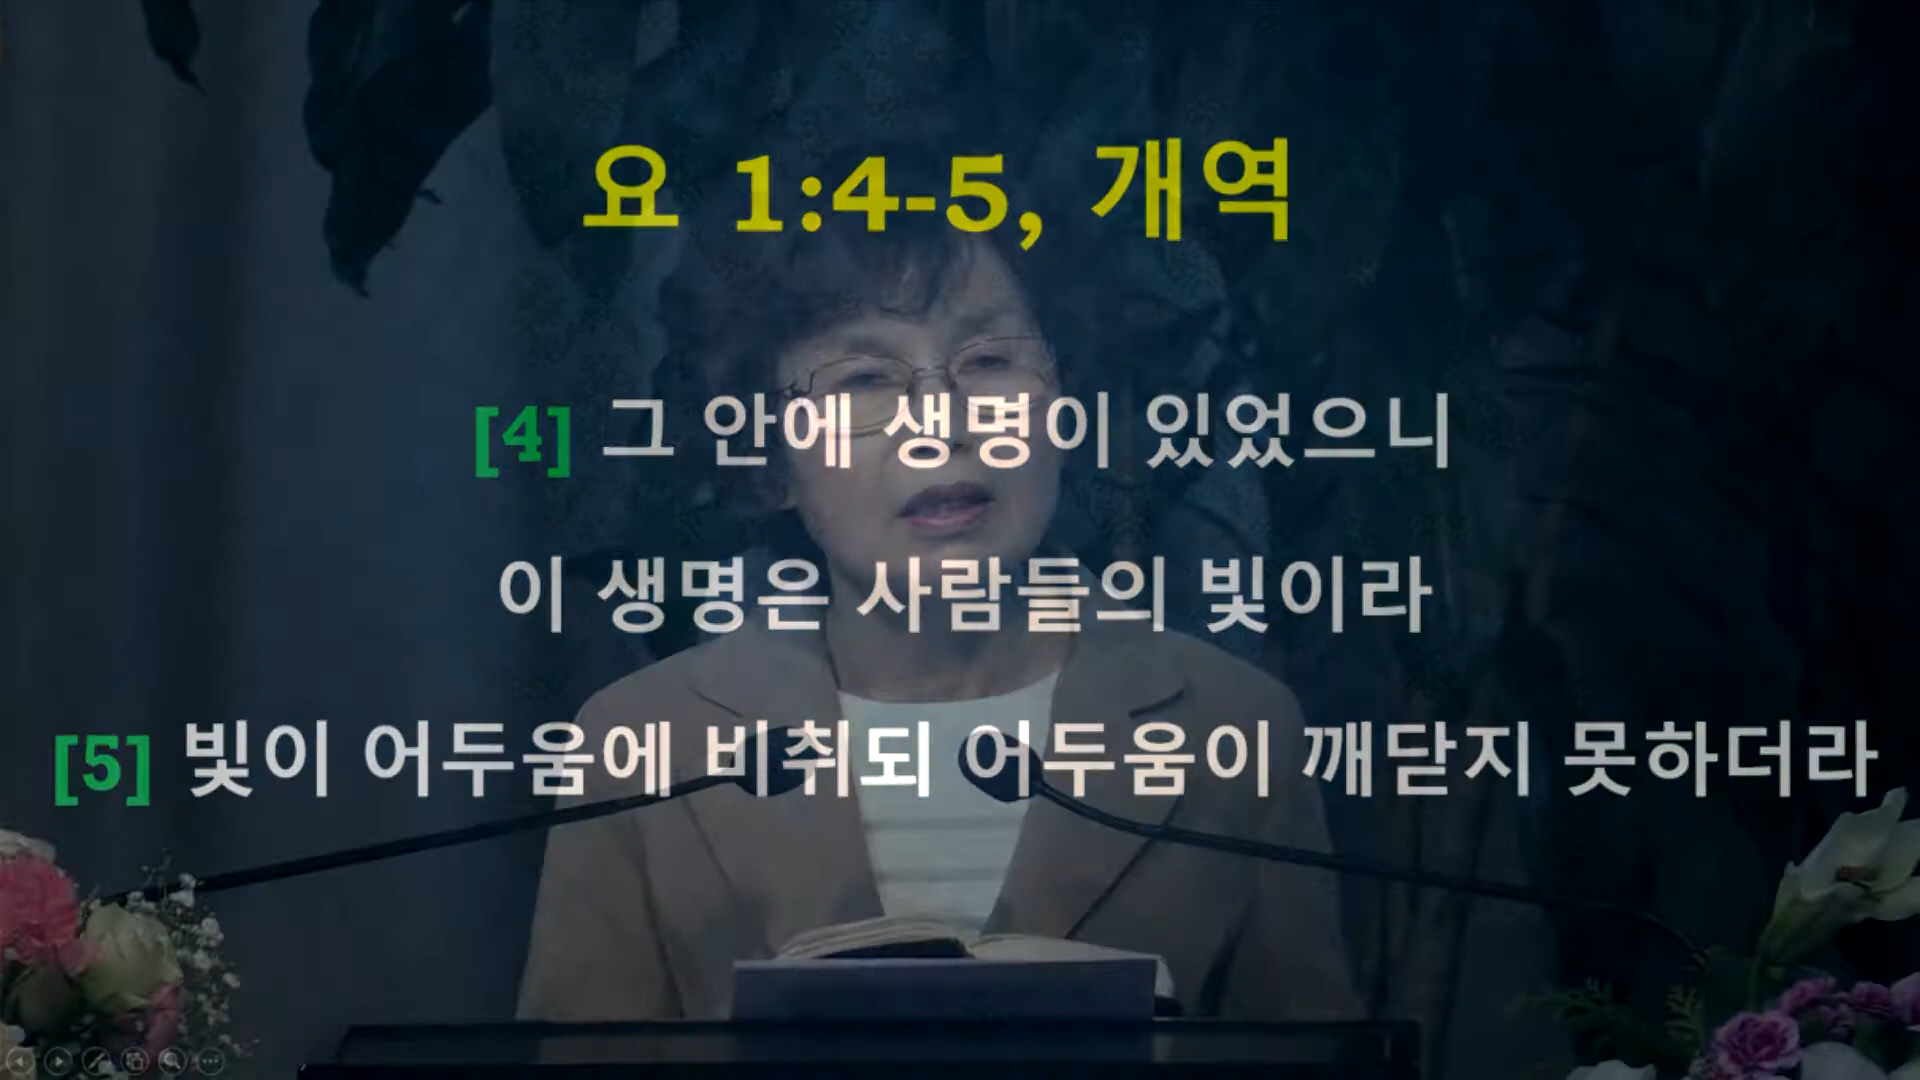 요 1:4-5, 개역
[4] 그 안에 생명이 있었으니
이 생명은 사람들의 빛이라
[5] 빛이 어두움에 비취되 어두움이 깨닫지 못하더라